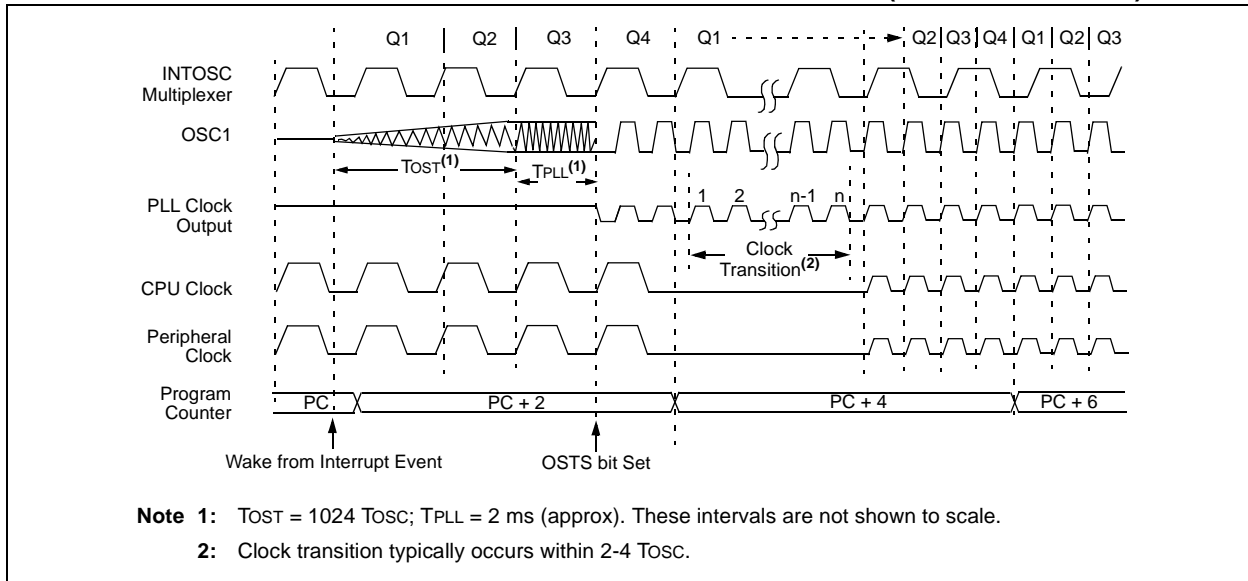 Q1 Q2 Q3 Q4 Q1 Q2 Q3 Q4 Q1 Q2 Q3
INTOSC
Multiplexer
OSC1
TOST(1) TPLL(1)
1 2 n-1 n
PLL Clock
Output
Clock
Transition(2)
CPU Clock
Peripheral
Clock
Program
Counter
PC PC + 2 PC + 4 PC + 6
Wake from Interrupt Event OSTS bit Set
Note 1: TOST = 1024 TOSC; TPLL = 2 ms (approx). These intervals are not shown to scale.
2: Clock transition typically occurs within 2-4 TOSC.